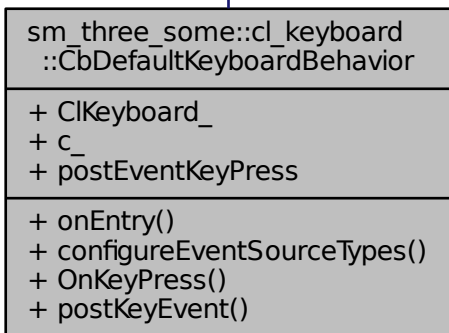 sm_three_some::cl_keyboard
::CbDefaultKeyboardBehavior
+ ClKeyboard_
+ c_
+ postEventKeyPress
+ onEntry()
+ configureEventSourceTypes()
+ OnKeyPress()
+ postKeyEvent()